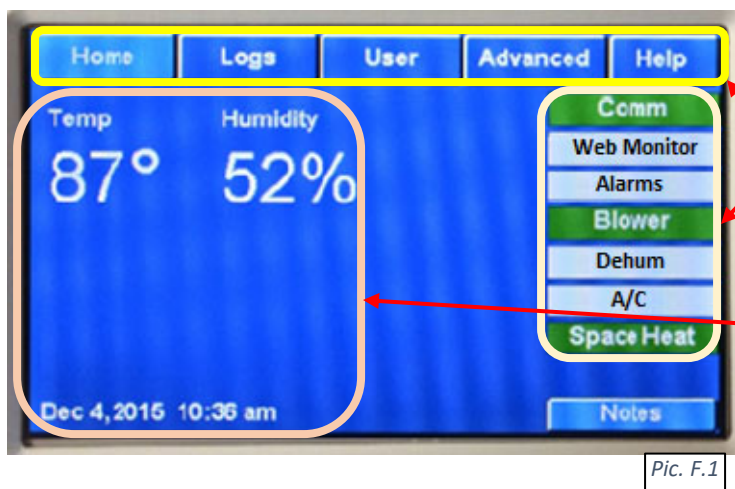 Home Logs User Advanced Help
Temp Humidity
87° 52%
Comm
Web Monitor
Alarms
Blower
Dehum
A/C
Space Heat
Dec 4, 2015 10:36 am
Notes
Pic. F.1